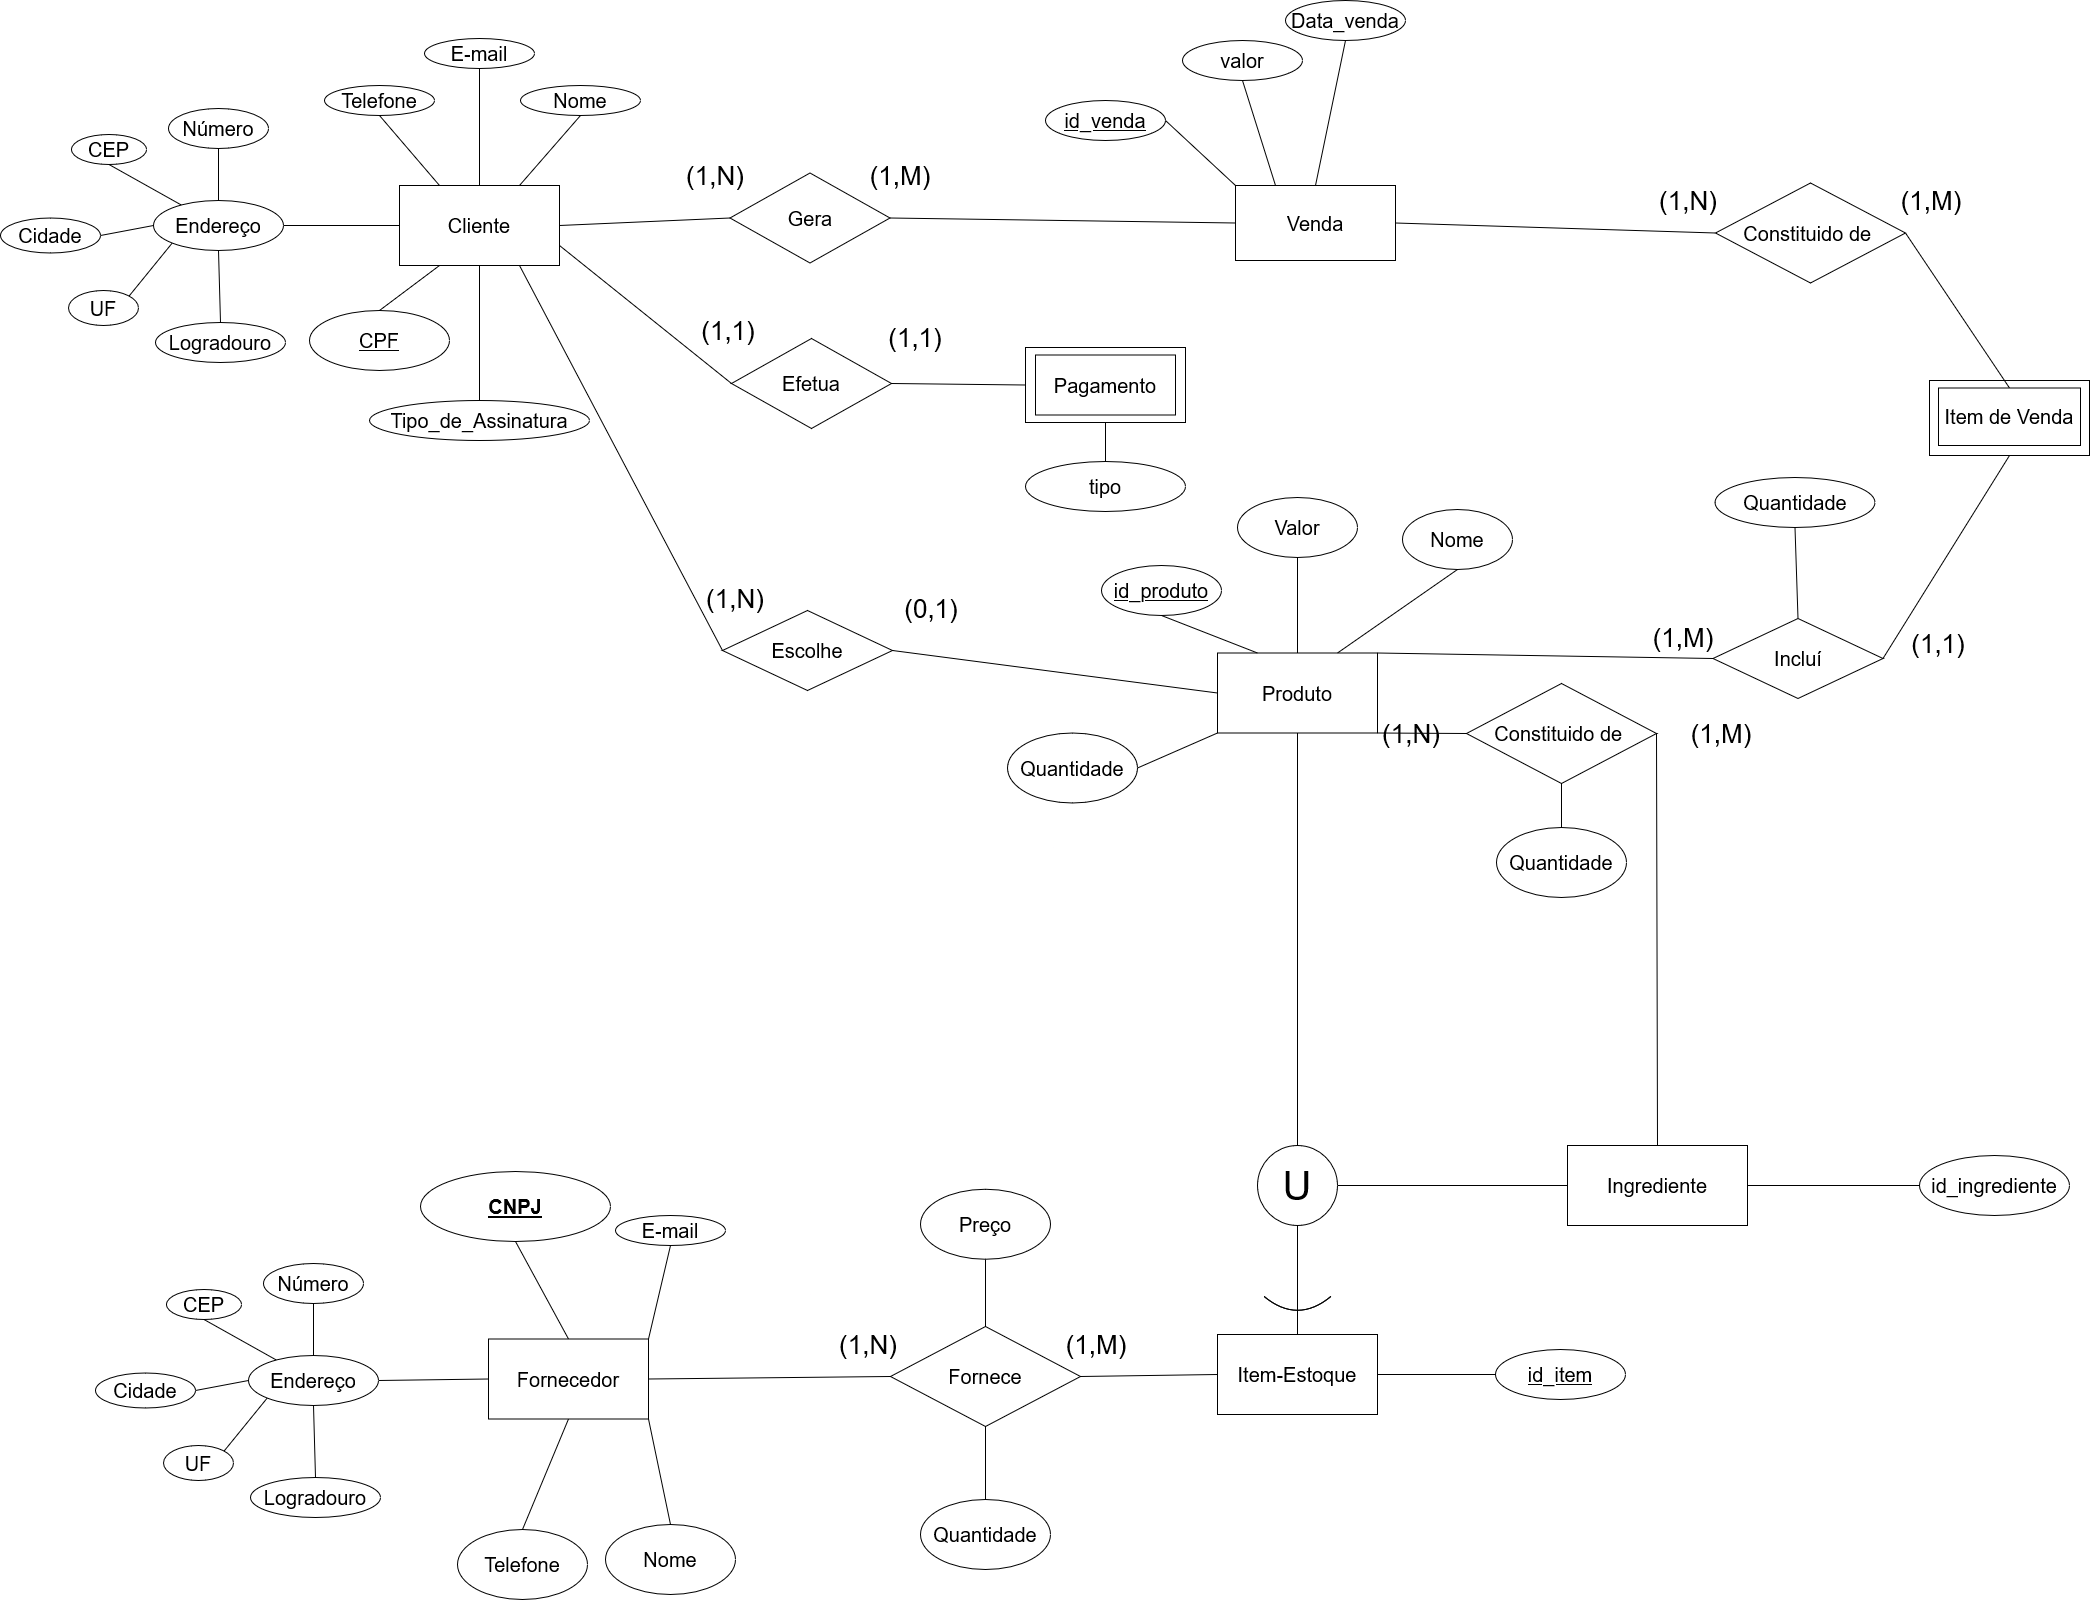 Data_venda
E-mail
valor
Telefone
Nome
id_venda
Número
CEP
(1,N)
(1,M)
(1,N)
(1,M)
Endereço
Cliente
Gera
Venda
Constituido de
Cidade
UF
Logradouro
CPF
(1,1)
(1,1)
Efetua
Pagamento
Tipo_de_Assinatura
Item de Venda
tipo
Quantidade
Valor
Nome
id_produto
(1,N)
(0,1)
(1,M)
(1,1)
Escolhe
Incluí
Produto
(1,N)
Constituido de
(1,M)
Quantidade
Quantidade
U
Ingrediente
id_ingrediente
CNPJ
E-mail
Preço
Número
CEP
(1,N)
(1,M)
Endereço
Fornecedor
Fornece
Item-Estoque
id_item
Cidade
UF
Logradouro
Quantidade
Telefone
Nome